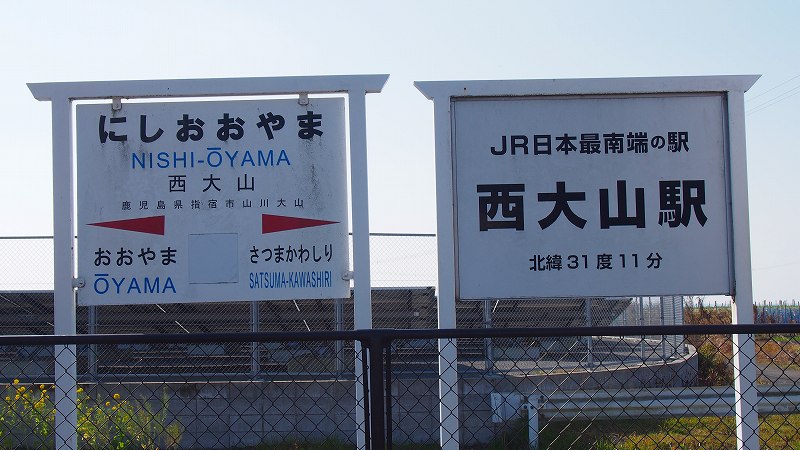 にしおおやま
NISHI-ŌYAMA
西大山
鹿児島県指宿市山川大山
おおやま
ŌYAMA
さつまかわしり
SATSUMA-KAWASHIRI
JR日本最南端の駅
西大山駅
北緯31度11分